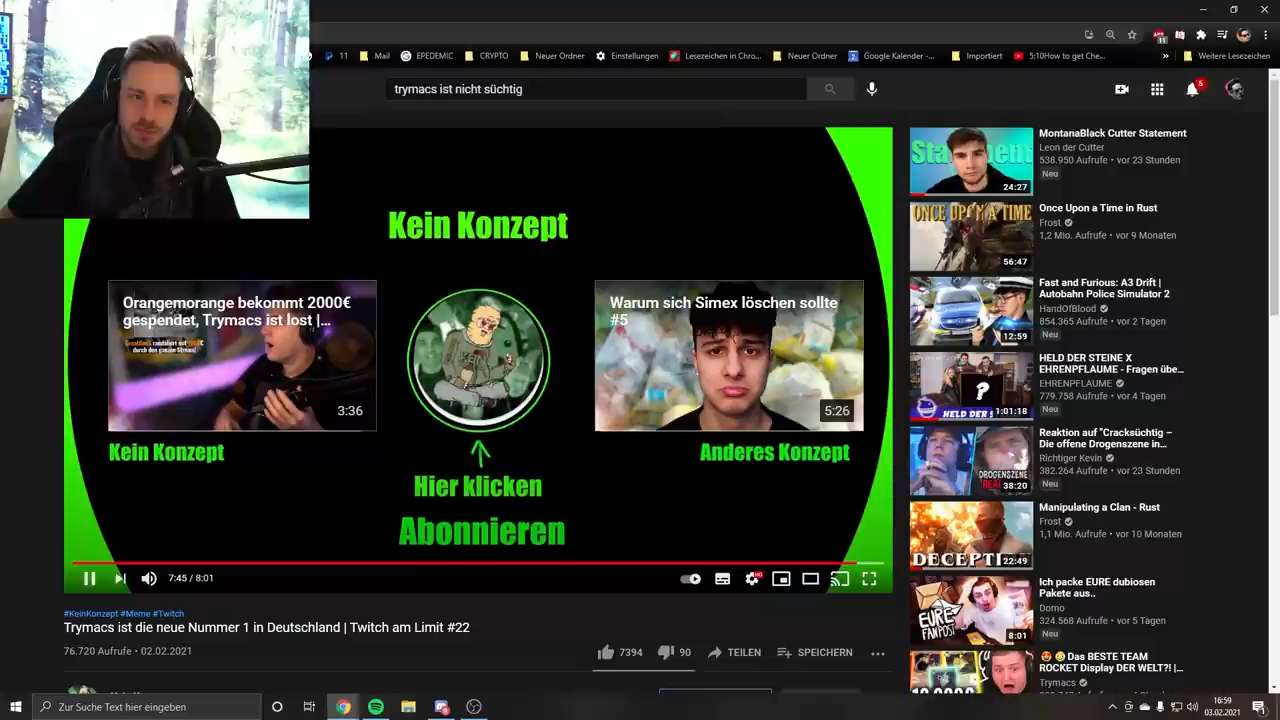 11
Mail
EPEDEMIC
CRYPTO
Neuer Ordner
Einstellungen
Lesezeichen in Chro...
Neuer Ordner
Google Kalender -...
Importiert
5:10How to get Che...
»
Weitere Lesezeichen
trymacs ist nicht süchtig
5
Kein Konzept
Orangemorange bekommt 2000€
gespendet, Trymacs ist lost |...
3:36
Warum sich Simex löschen sollte
#5
5:26
Kein Konzept
Anderes Konzept
Hier klicken
Abonnieren
7:45 / 8:01
#KeinKonzept #Meme #Twitch
Trymacs ist die neue Nummer 1 in Deutschland | Twitch am Limit #22
76.720 Aufrufe • 02.02.2021
7394
90
TEILEN
SPEICHERN
24:27
MontanaBlack Cutter Statement
Leon der Cutter
538.950 Aufrufe • vor 23 Stunden
Neu
ONCE UPON A TIME
56:47
Once Upon a Time in Rust
Frost
1,2 Mio. Aufrufe • vor 9 Monaten
12:59
Fast and Furious: A3 Drift |
Autobahn Police Simulator 2
HandOfBlood
854.365 Aufrufe • vor 2 Tagen
Neu
?
HELD DER S
1:01:18
HELD DER STEINE X
EHRENPFLAUME - Fragen übe...
EHRENPFLAUME
779.758 Aufrufe • vor 4 Tagen
Neu
DROGENSZENE
38:20
Reaktion auf "Cracksüchtig –
Die offene Drogenszene in...
Richtiger Kevin
382.264 Aufrufe • vor 23 Stunden
Neu
DECEPTI
22:49
Manipulating a Clan - Rust
Frost
1,1 Mio. Aufrufe • vor 10 Monaten
EURE
FANPOST
8:01
Ich packe EURE dubiosen
Pakete aus..
Domo
324.568 Aufrufe • vor 5 Tagen
Neu
Das BESTE TEAM
ROCKET Display DER WELT?! |...
Trymacs
Zur Suche Text hier eingeben
16:59
03.02.2021